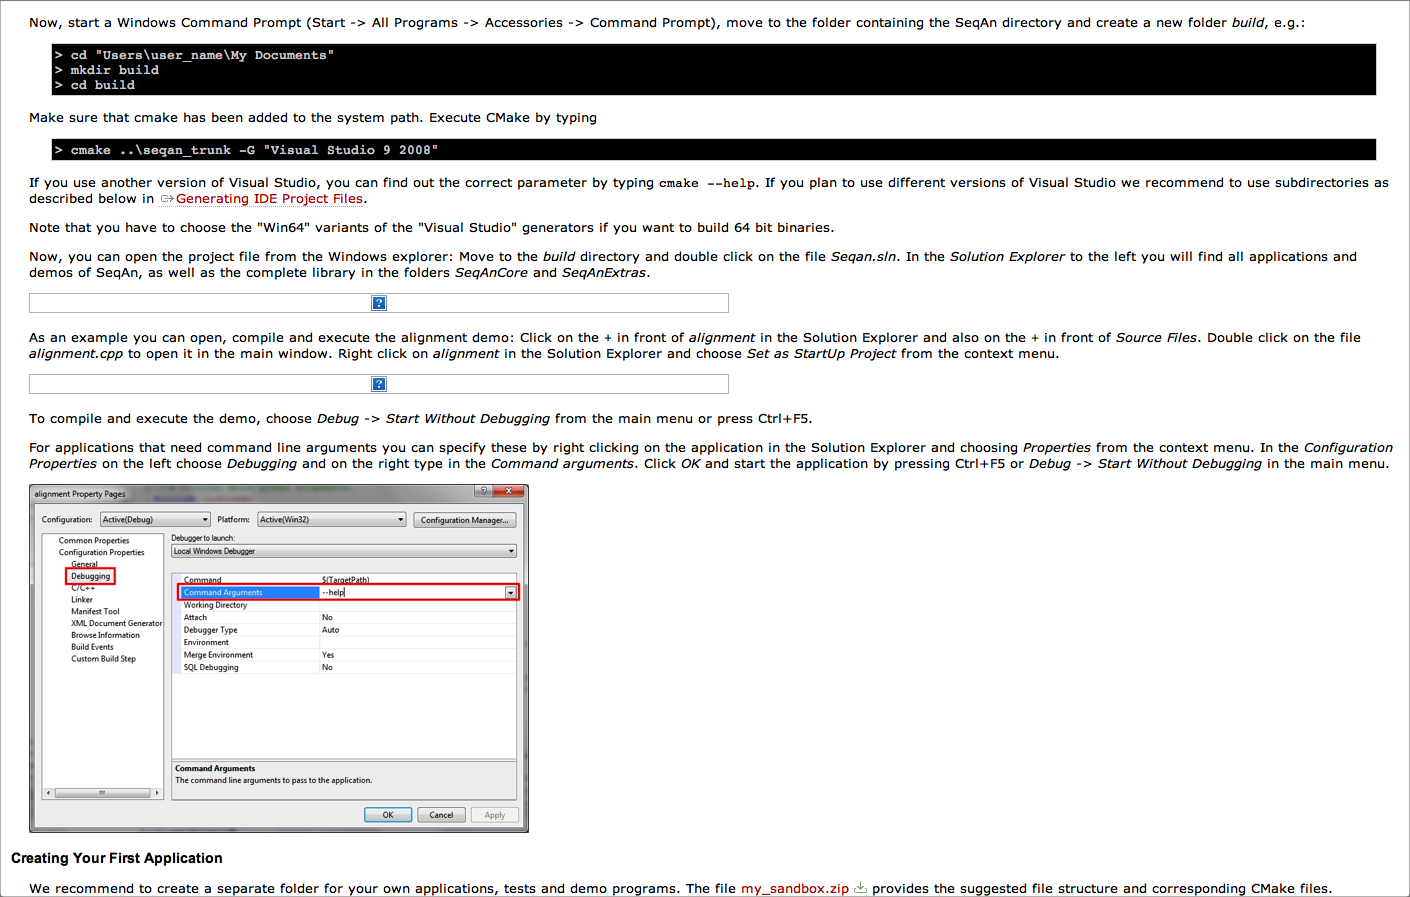 Now, start a Windows Command Prompt (Start -> All Programs -> Accessories -> Command Prompt), move to the folder containing the SeqAn directory and create a new folder build, e.g.:
> cd "Users\user_name\My Documents"
> mkdir build
> cd build
Make sure that cmake has been added to the system path. Execute CMake by typing
> cmake ..\seqan_trunk -G "Visual Studio 9 2008"
If you use another version of Visual Studio, you can find out the correct parameter by typing cmake --help. If you plan to use different versions of Visual Studio we recommend to use subdirectories as
described below in Generating IDE Project Files.
Note that you have to choose the "Win64" variants of the "Visual Studio" generators if you want to build 64 bit binaries.
Now, you can open the project file from the Windows explorer: Move to the build directory and double click on the file Seqan.sln. In the Solution Explorer to the left you will find all applications and
demos of SeqAn, as well as the complete library in the folders SeqAnCore and SeqAnExtras.
?
As an example you can open, compile and execute the alignment demo: Click on the + in front of alignment in the Solution Explorer and also on the + in front of Source Files. Double click on the file
alignment.cpp to open it in the main window. Right click on alignment in the Solution Explorer and choose Set as StartUp Project from the context menu.
?
To compile and execute the demo, choose Debug -> Start Without Debugging from the main menu or press Ctrl+F5.
For applications that need command line arguments you can specify these by right clicking on the application in the Solution Explorer and choosing Properties from the context menu. In the Configuration
Properties on the left choose Debugging and on the right type in the Command arguments. Click OK and start the application by pressing Ctrl+F5 or Debug -> Start Without Debugging in the main menu.
alignment Property Pages
Configuration: Active(Debug) Platform: Active(Win32) Configuration Manager...
Common Properties
Configuration Properties
General
Debugging
C/C++
Linker
Manifest Tool
XML Document Generator
Browse Information
Build Events
Custom Build Step
Debugger to launch:
Local Windows Debugger
Command $(TargetPath)
Command Arguments --help
Working Directory
Attach No
Debugger Type Auto
Environment
Merge Environment Yes
SQL Debugging No
Command Arguments
The command line arguments to pass to the application.
OK Cancel Apply
Creating Your First Application
We recommend to create a separate folder for your own applications, tests and demo programs. The file my_sandbox.zip provides the suggested file structure and corresponding CMake files.